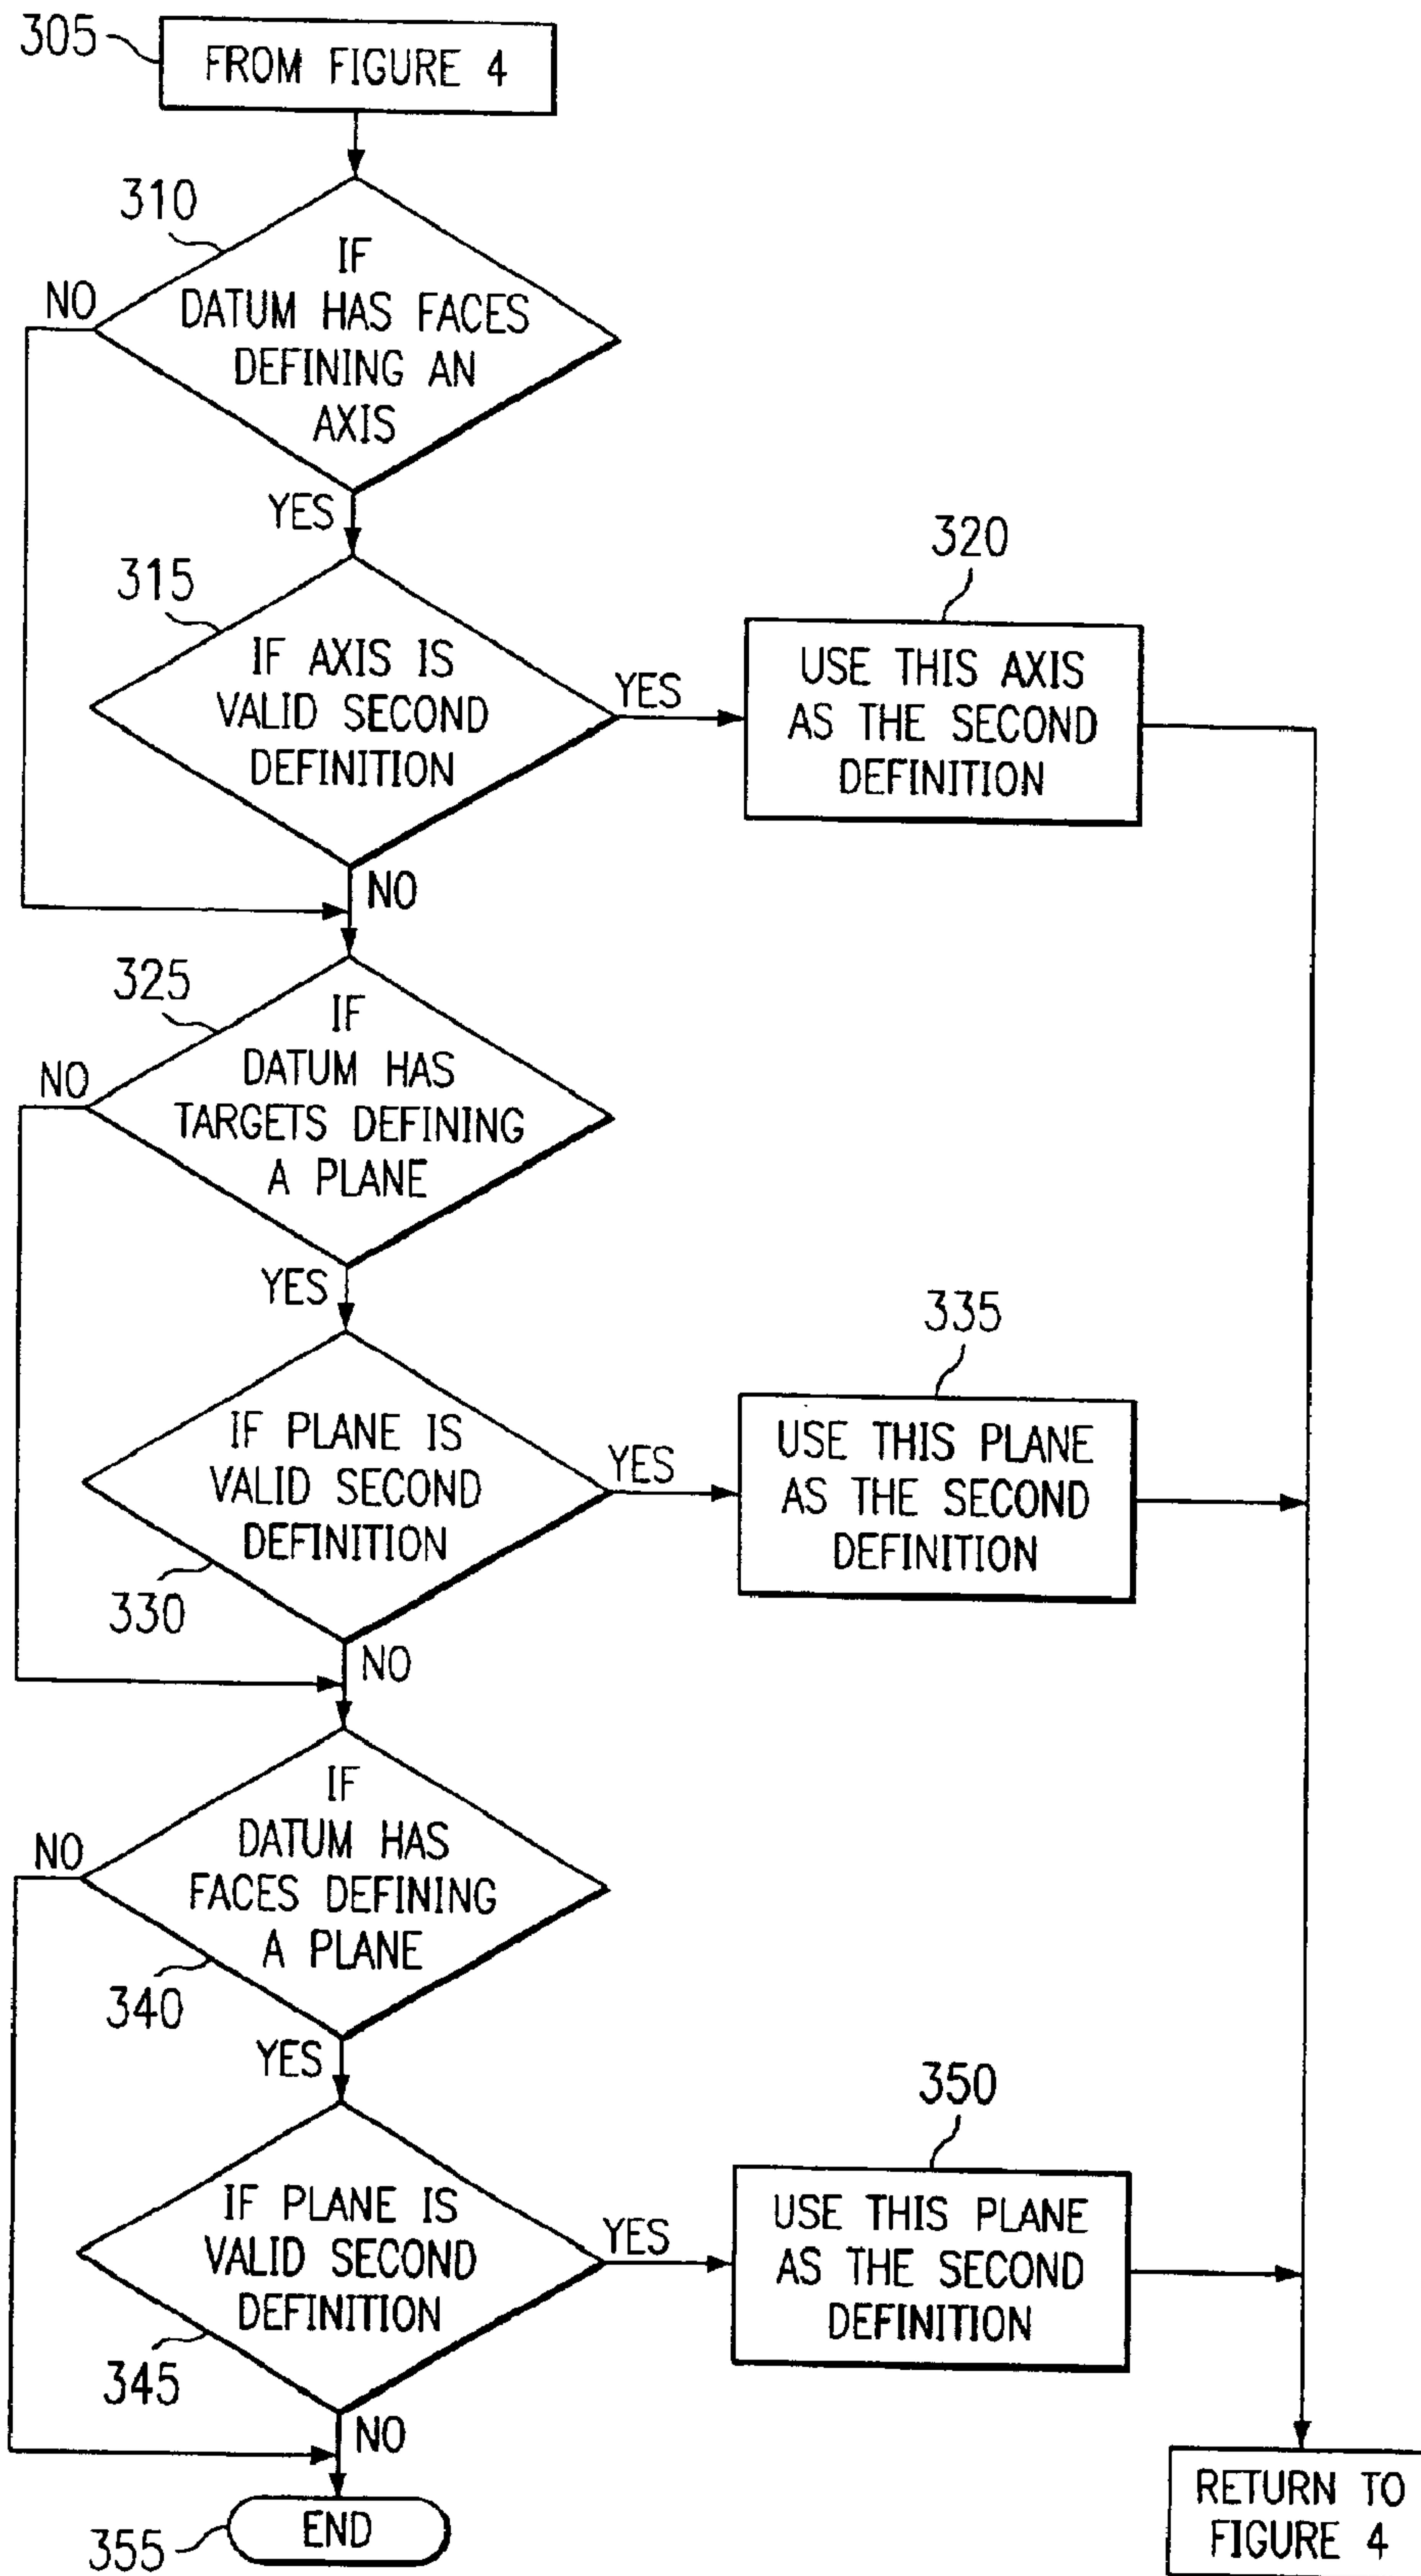 305
FROM FIGURE 4
310
IF
DATUM HAS FACES
DEFINING AN
AXIS
NO
YES
315
IF AXIS IS
VALID SECOND
DEFINITION
YES
NO
320
USE THIS AXIS
AS THE SECOND
DEFINITION
325
IF
DATUM HAS
TARGETS DEFINING
A PLANE
NO
YES
IF PLANE IS
VALID SECOND
DEFINITION
330
YES
NO
335
USE THIS PLANE
AS THE SECOND
DEFINITION
IF
DATUM HAS
FACES DEFINING
A PLANE
340
NO
YES
IF PLANE IS
VALID SECOND
DEFINITION
345
YES
NO
350
USE THIS PLANE
AS THE SECOND
DEFINITION
355
END
RETURN TO
FIGURE 4